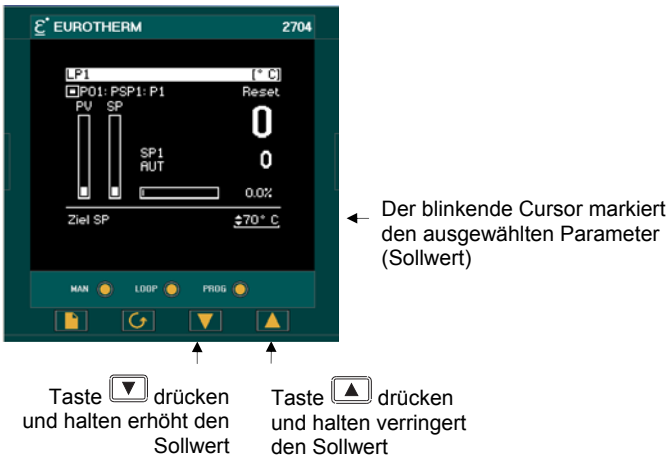 EUROTHERM 2704
LP1 [° C]
P01: PSP1: P1 Reset
PV SP
0
SP1 0
AUT
0.0%
Ziel SP 70° C
MAN LOOP PROG
Der blinkende Cursor markiert
den ausgewählten Parameter
(Sollwert)
Taste ▼ drücken
und halten erhöht den
Sollwert
Taste ▲ drücken
und halten verringert
den Sollwert